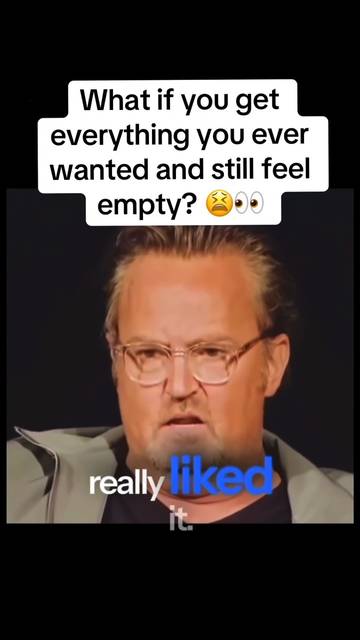 What if you get
everything you ever
wanted and still feel
empty? 😫👀
really liked
it.